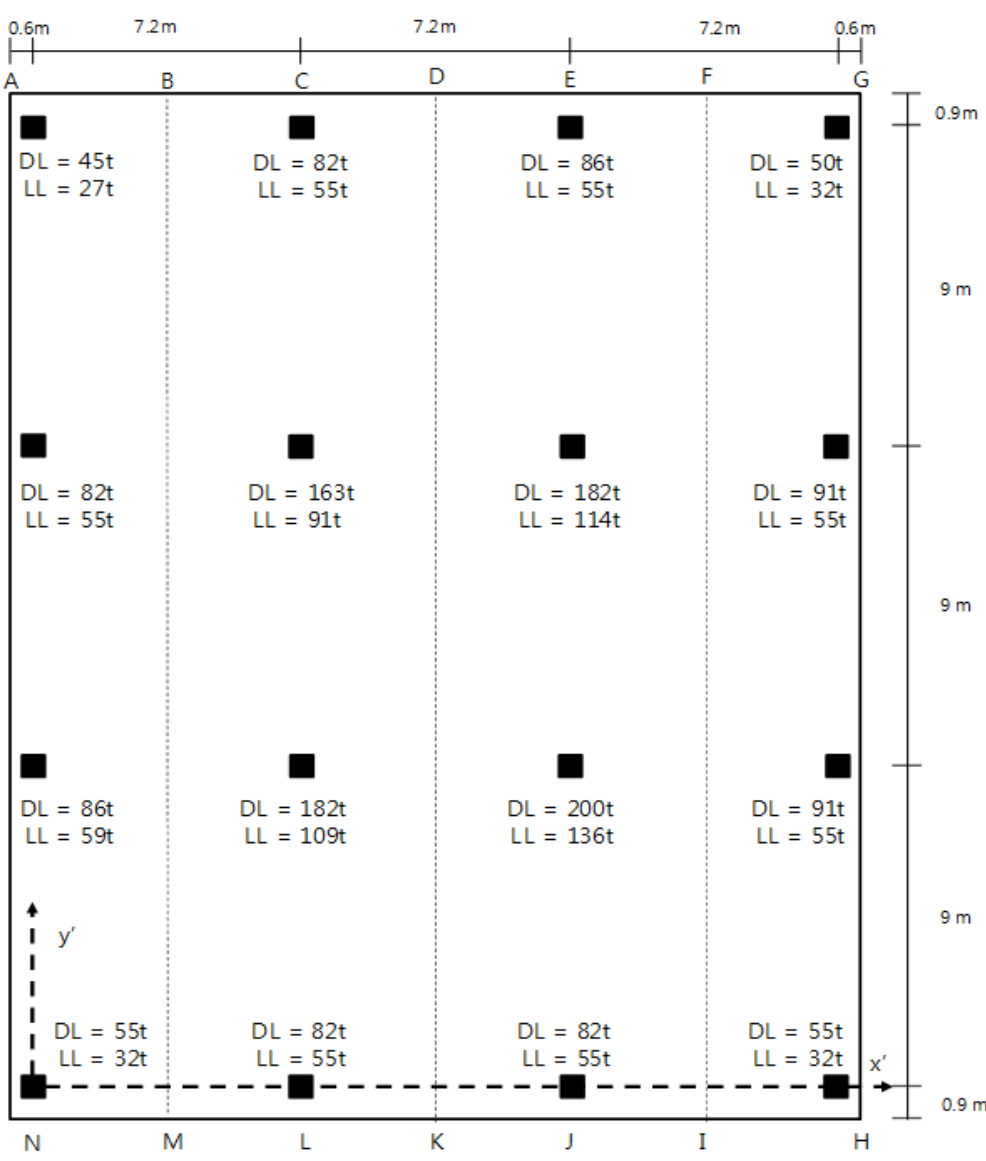 0.6m 7.2m 7.2m 7.2m 0.6m
A B C D E F G
0.9m
DL = 45t DL = 82t DL = 86t DL = 50t
LL = 27t LL = 55t LL = 55t LL = 32t
9 m
DL = 82t DL = 163t DL = 182t DL = 91t
LL = 55t LL = 91t LL = 114t LL = 55t
9 m
DL = 86t DL = 182t DL = 200t DL = 91t
LL = 59t LL = 109t LL = 136t LL = 55t
9 m
y'
DL = 55t DL = 82t DL = 82t DL = 55t
LL = 32t LL = 55t LL = 55t LL = 32t
x'
0.9 m
N M L K J I H